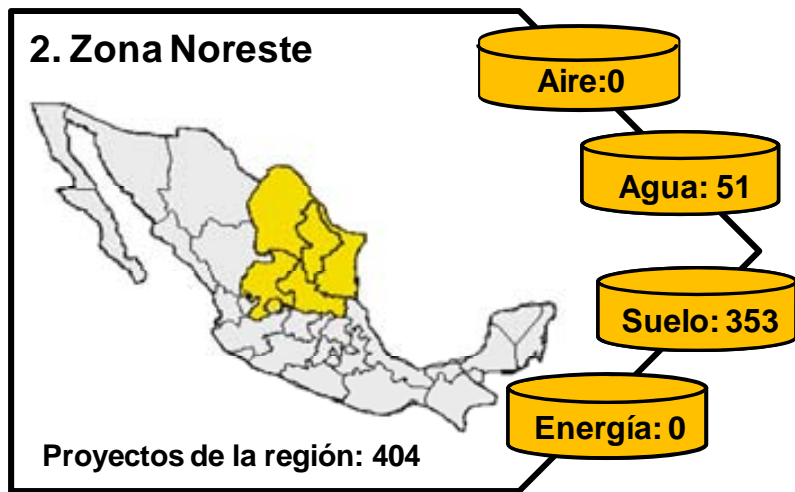 2. Zona Noreste
Aire:0
Agua: 51
Suelo: 353
Energía: 0
Proyectos de la región: 404